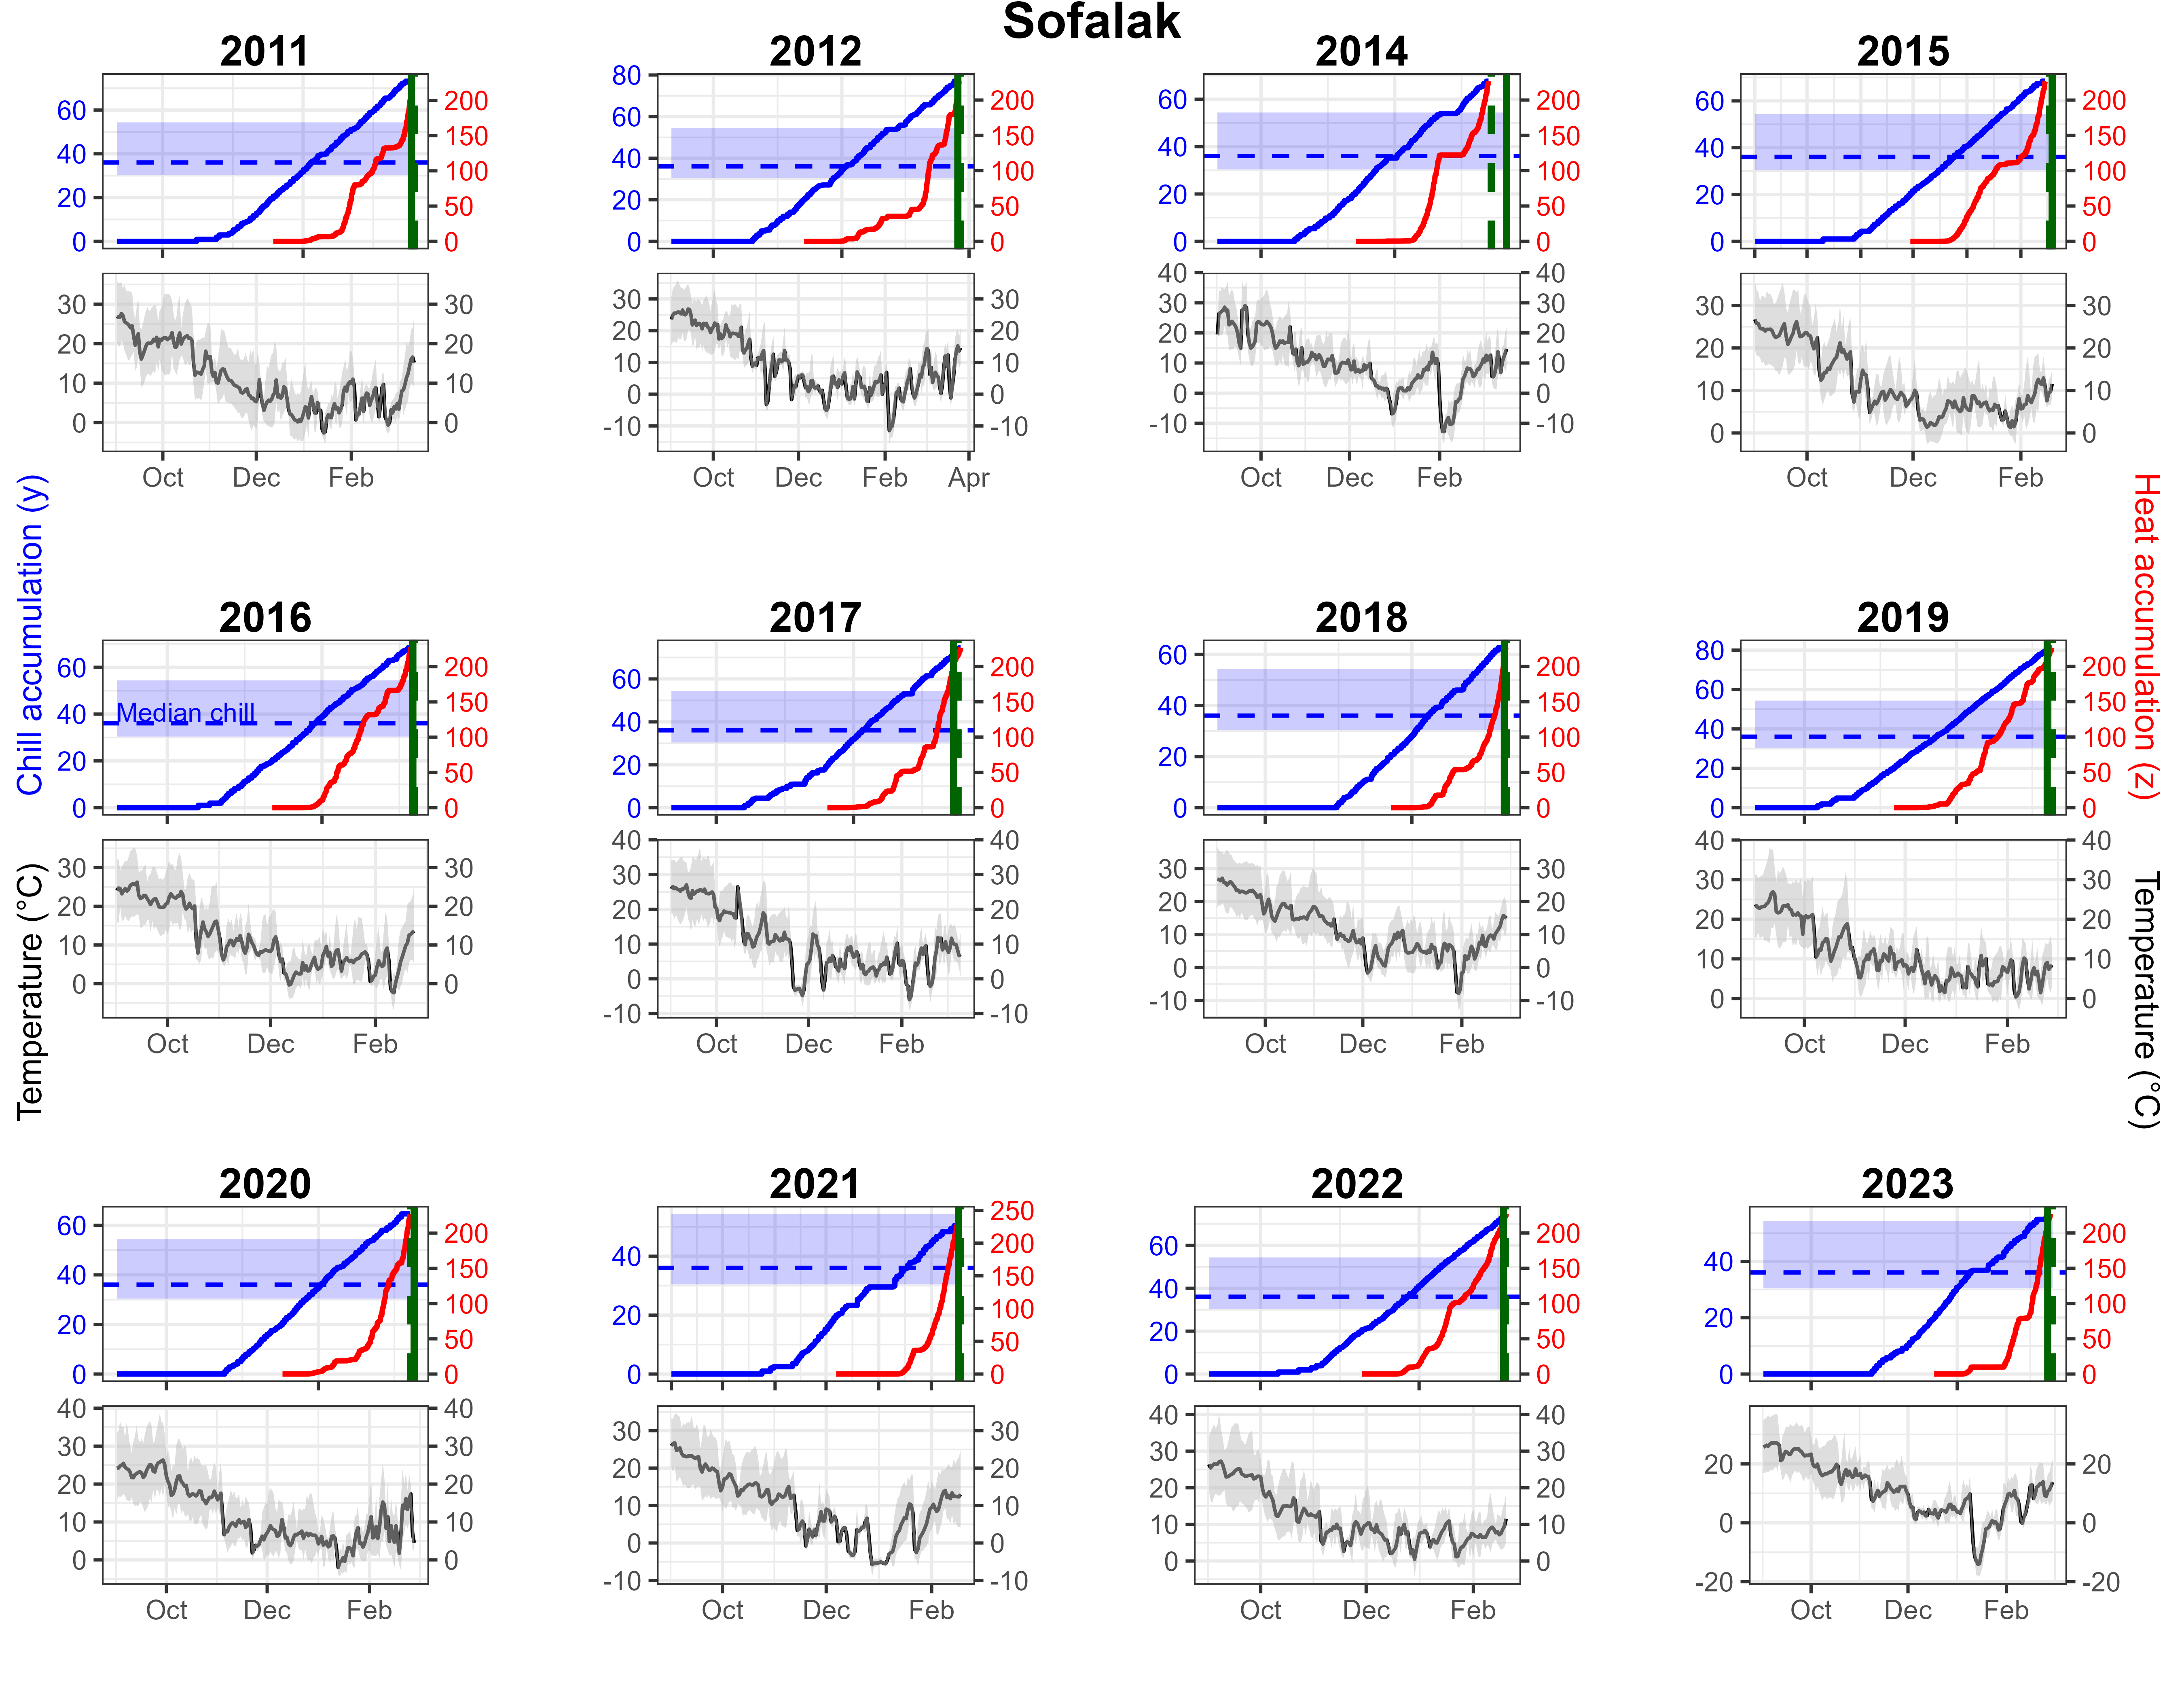 Sofalak
2011 2012 2014 2015
60 40 20 0 200 150 100 50 0
80 60 40 20 0 200 150 100 50 0
60 40 20 0 200 150 100 50 0
60 40 20 0 200 150 100 50 0
30 20 10 0 30 20 10 0
30 20 10 0 -10 30 20 10 0 -10
40 30 20 10 0 -10 40 30 20 10 0 -10
30 20 10 0 30 20 10 0
Oct Dec Feb
Oct Dec Feb Apr
Oct Dec Feb
Oct Dec Feb
Chill accumulation (y)
Heat accumulation (z)
2016 2017 2018 2019
60 40 20 0 200 150 100 50 0
Median chill
60 40 20 0 200 150 100 50 0
60 40 20 0 200 150 100 50 0
80 60 40 20 0 200 150 100 50 0
Temperature (°C)
Temperature (°C)
30 20 10 0 30 20 10 0
40 30 20 10 0 -10 40 30 20 10 0 -10
30 20 10 0 -10 30 20 10 0 -10
40 30 20 10 0 40 30 20 10 0
Oct Dec Feb
Oct Dec Feb
Oct Dec Feb
Oct Dec Feb
2020 2021 2022 2023
60 40 20 0 200 150 100 50 0
40 20 0 250 200 150 100 50 0
60 40 20 0 200 150 100 50 0
40 20 0 200 150 100 50 0
40 30 20 10 0 40 30 20 10 0
30 20 10 0 -10 30 20 10 0 -10
40 30 20 10 0 40 30 20 10 0
20 0 -20 20 0 -20
Oct Dec Feb
Oct Dec Feb
Oct Dec Feb
Oct Dec Feb